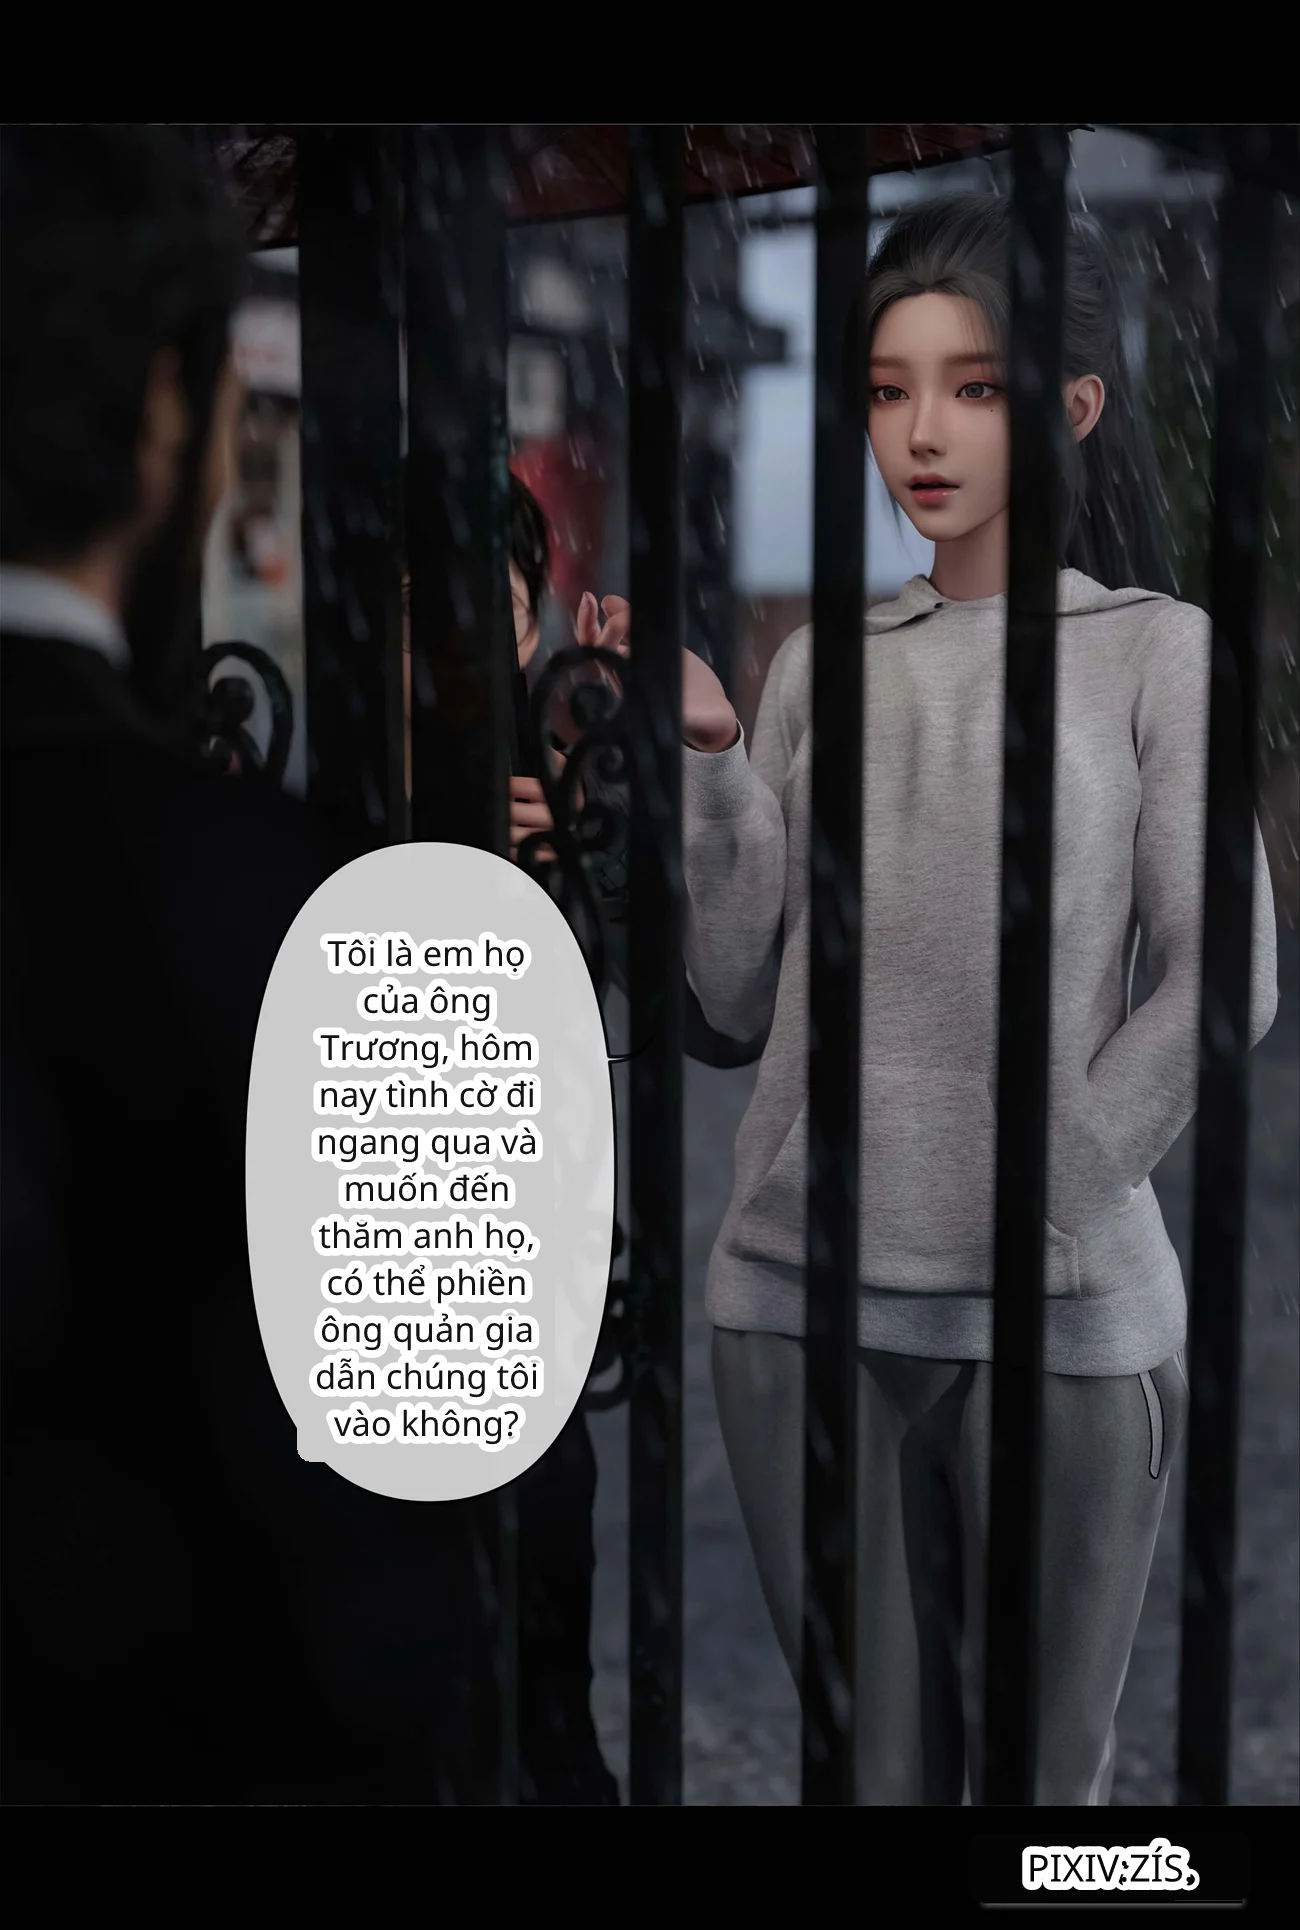 Tôi là em họ
của ông
Trương, hôm
nay tình cờ đi
ngang qua và
muốn đến
thăm anh họ,
có thể phiền
ông quản gia
dẫn chúng tôi
vào không?
PIXIV:ZÍS,